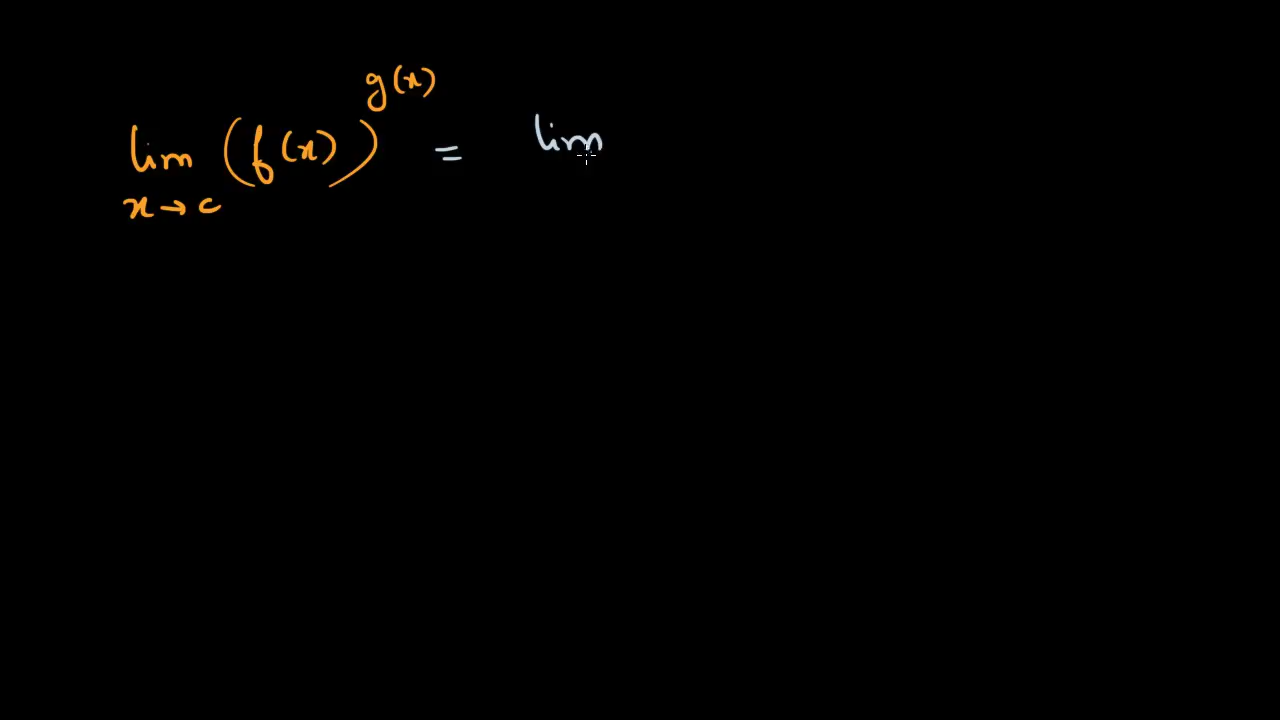 lim (f(x))^g(x) = lim
x→c